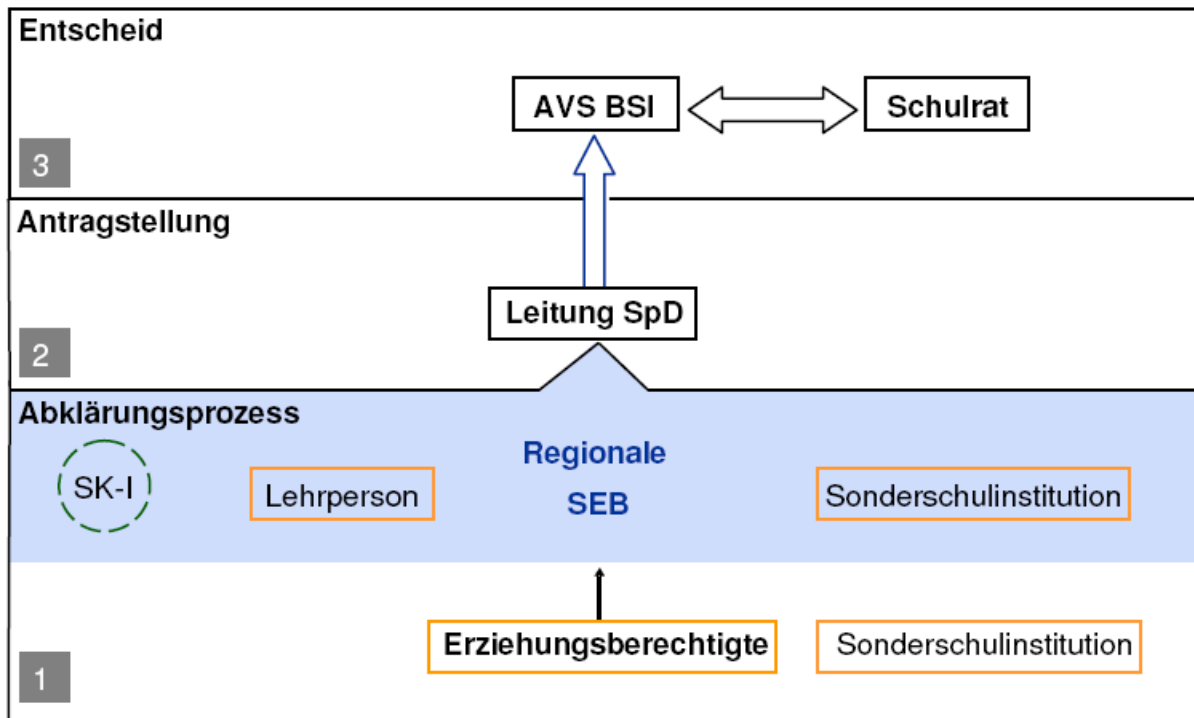 Entscheid
AVS BSI
Schulrat
3
Antragstellung
Leitung SpD
2
Abklärungsprozess
Regionale
SK-I
Lehrperson
SEB
Sonderschulinstitution
Erziehungsberechtigte
Sonderschulinstitution
1